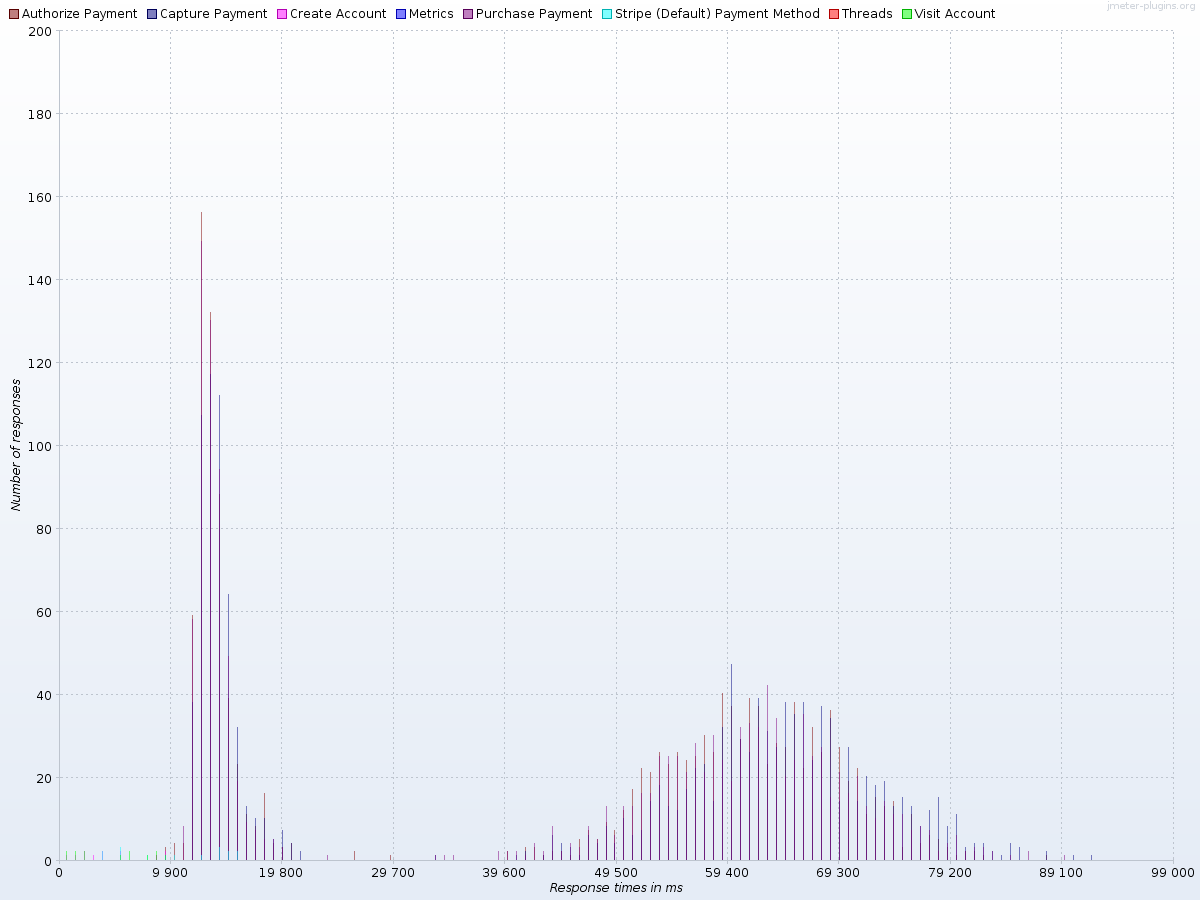 Authorize Payment Capture Payment Create Account Metrics Purchase Payment Stripe (Default) Payment Method Threads Visit Account
jmeter-plugins.org
200
180
160
140
120
100
80
60
40
20
0
Number of responses
0 9 900 19 800 29 700 39 600 49 500 59 400 69 300 79 200 89 100 99 000
Response times in ms